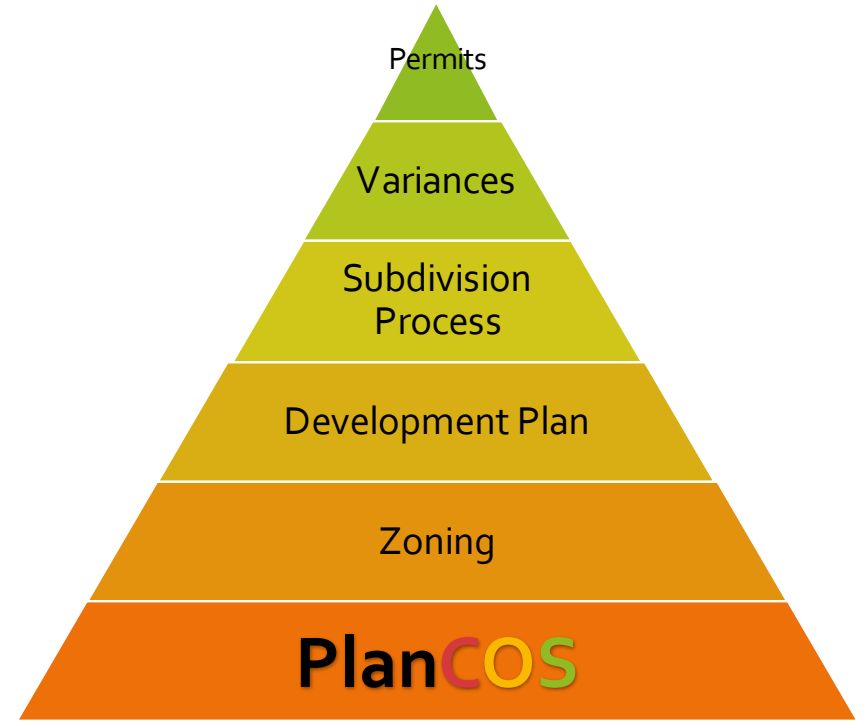 Permits
Variances
Subdivision
Process
Development Plan
Zoning
PlanCOS